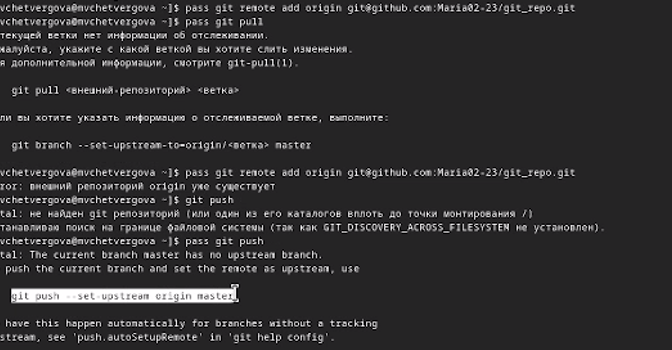 vchetvergova@mvchetvergova ~]$ pass git remote add origin git@github.com:Maria02-23/git_repo.git
vchetvergova@mvchetvergova ~]$ pass git pull
текущей ветки нет информации об отслеживании.
жалуйста, укажите с какой веткой вы хотите слить изменения.
я дополнительной информации, смотрите git-pull(1).
git pull <внешний-репозиторий> <ветка>
ли вы хотите указать информацию о отслеживаемой ветке, выполните:
git branch --set-upstream-to=origin/<ветка> master
vchetvergova@mvchetvergova ~]$ pass git remote add origin git@github.com:Maria02-23/git_repo.git
ror: внешний репозиторий origin уже существует
vchetvergova@mvchetvergova ~]$ git push
tal: не найден git репозиторий (или один из его каталогов вплоть до точки монтирования /)
танавливаю поиск на границе файловой системы (так как GIT_DISCOVERY_ACROSS_FILESYSTEM не установлен).
vchetvergova@mvchetvergova ~]$ pass git push
tal: The current branch master has no upstream branch.
push the current branch and set the remote as upstream, use
git push --set-upstream origin master
have this happen automatically for branches without a tracking
stream, see 'push.autoSetupRemote' in 'git help config'.